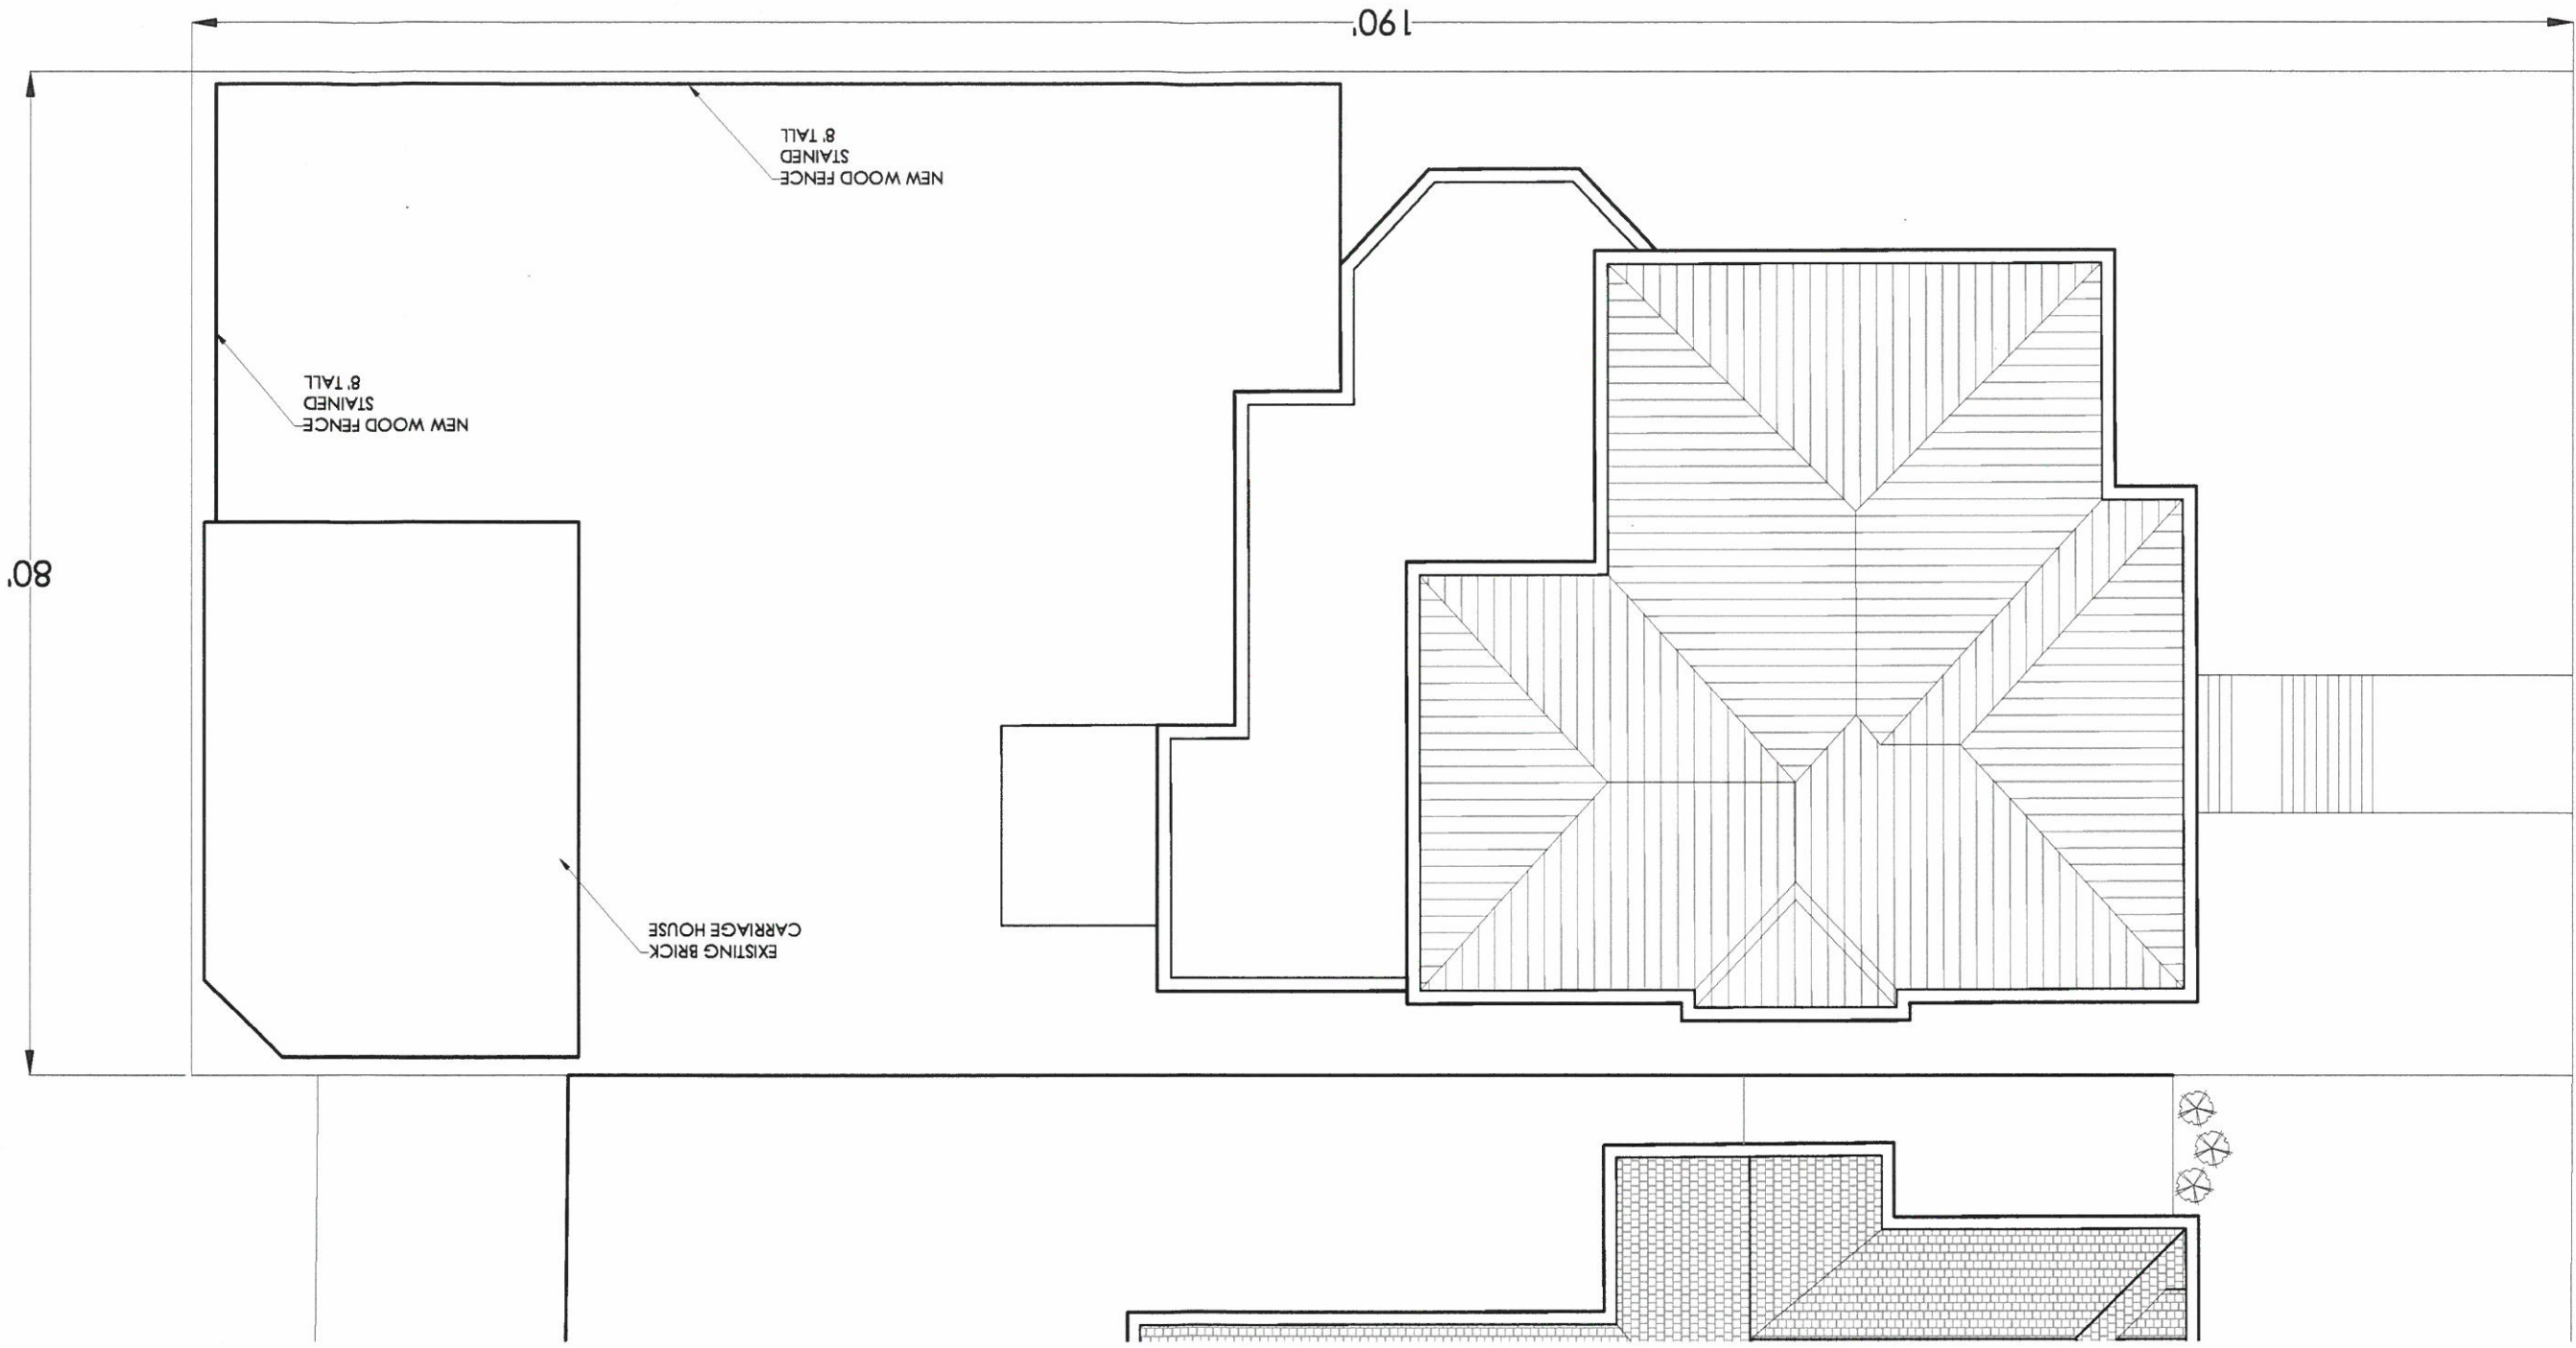 EXISTING BRICK
CARRIAGE HOUSE
80'
NEW WOOD FENCE
STAINED
8' TALL
NEW WOOD FENCE
STAINED
8' TALL
190'